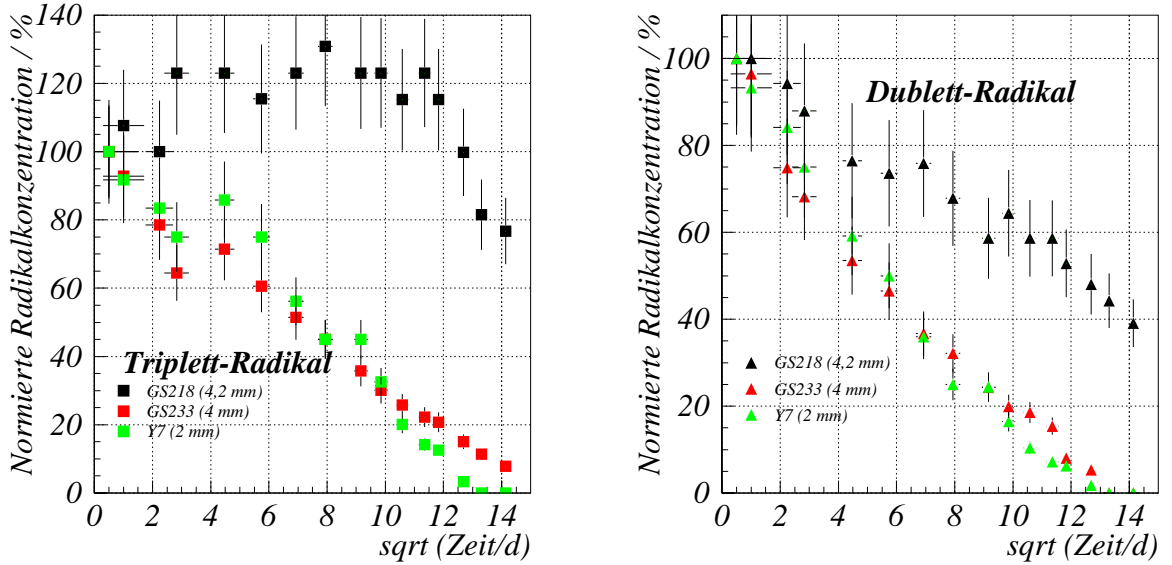 Normierte Radikalkonzentration / %
140
120
100
80
60
40
20
0
Triplett-Radikal
GS218 (4,2 mm)
GS233 (4 mm)
Y7 (2 mm)
0 2 4 6 8 10 12 14
sqrt (Zeit/d)
Normierte Radikalkonzentration / %
100
80
60
40
20
0
Dublett-Radikal
GS218 (4,2 mm)
GS233 (4 mm)
Y7 (2 mm)
0 2 4 6 8 10 12 14
sqrt (Zeit/d)